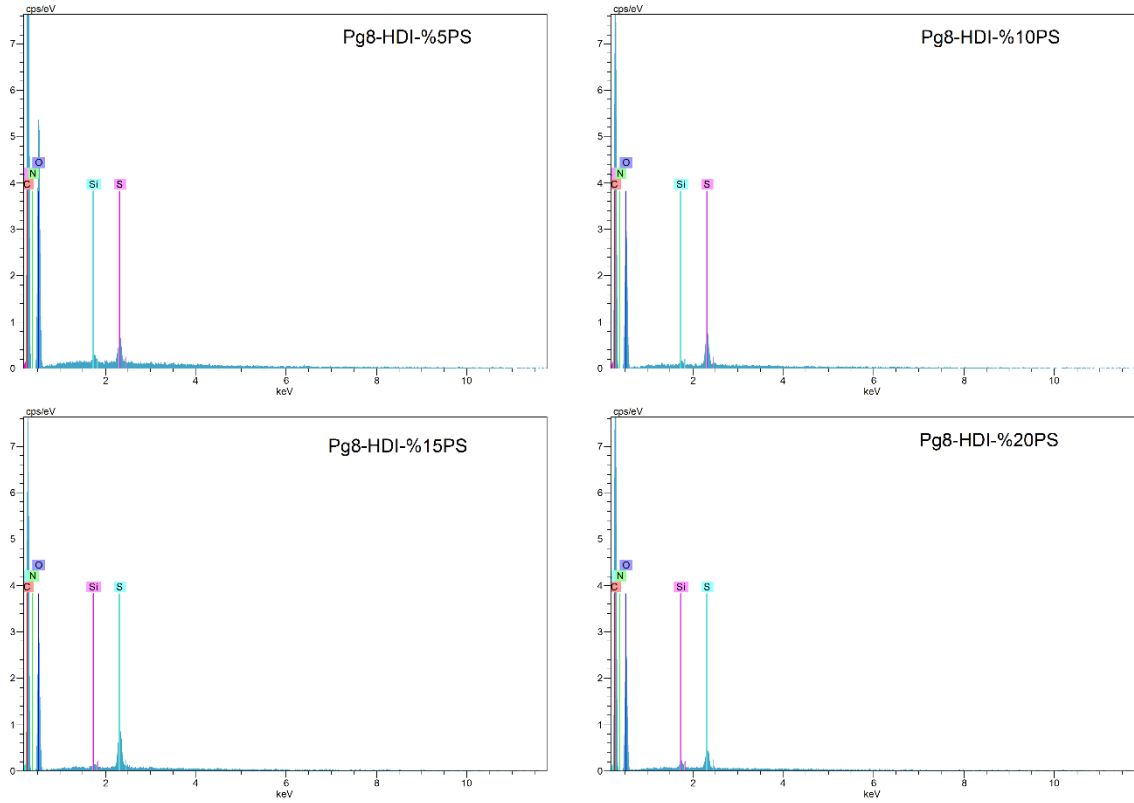 cps/eV
Pg8-HDI-%5PS
7
6
5
O
N
4
C
Si
S
3
2
1
0
2
4
6
8
10
keV
cps/eV
Pg8-HDI-%10PS
7
6
5
O
N
4
C
Si
S
3
2
1
0
2
4
6
8
10
keV
cps/eV
Pg8-HDI-%15PS
7
6
5
O
N
4
C
Si
S
3
2
1
0
2
4
6
8
10
keV
cps/eV
Pg8-HDI-%20PS
7
6
5
O
N
4
C
Si
S
3
2
1
0
2
4
6
8
10
keV